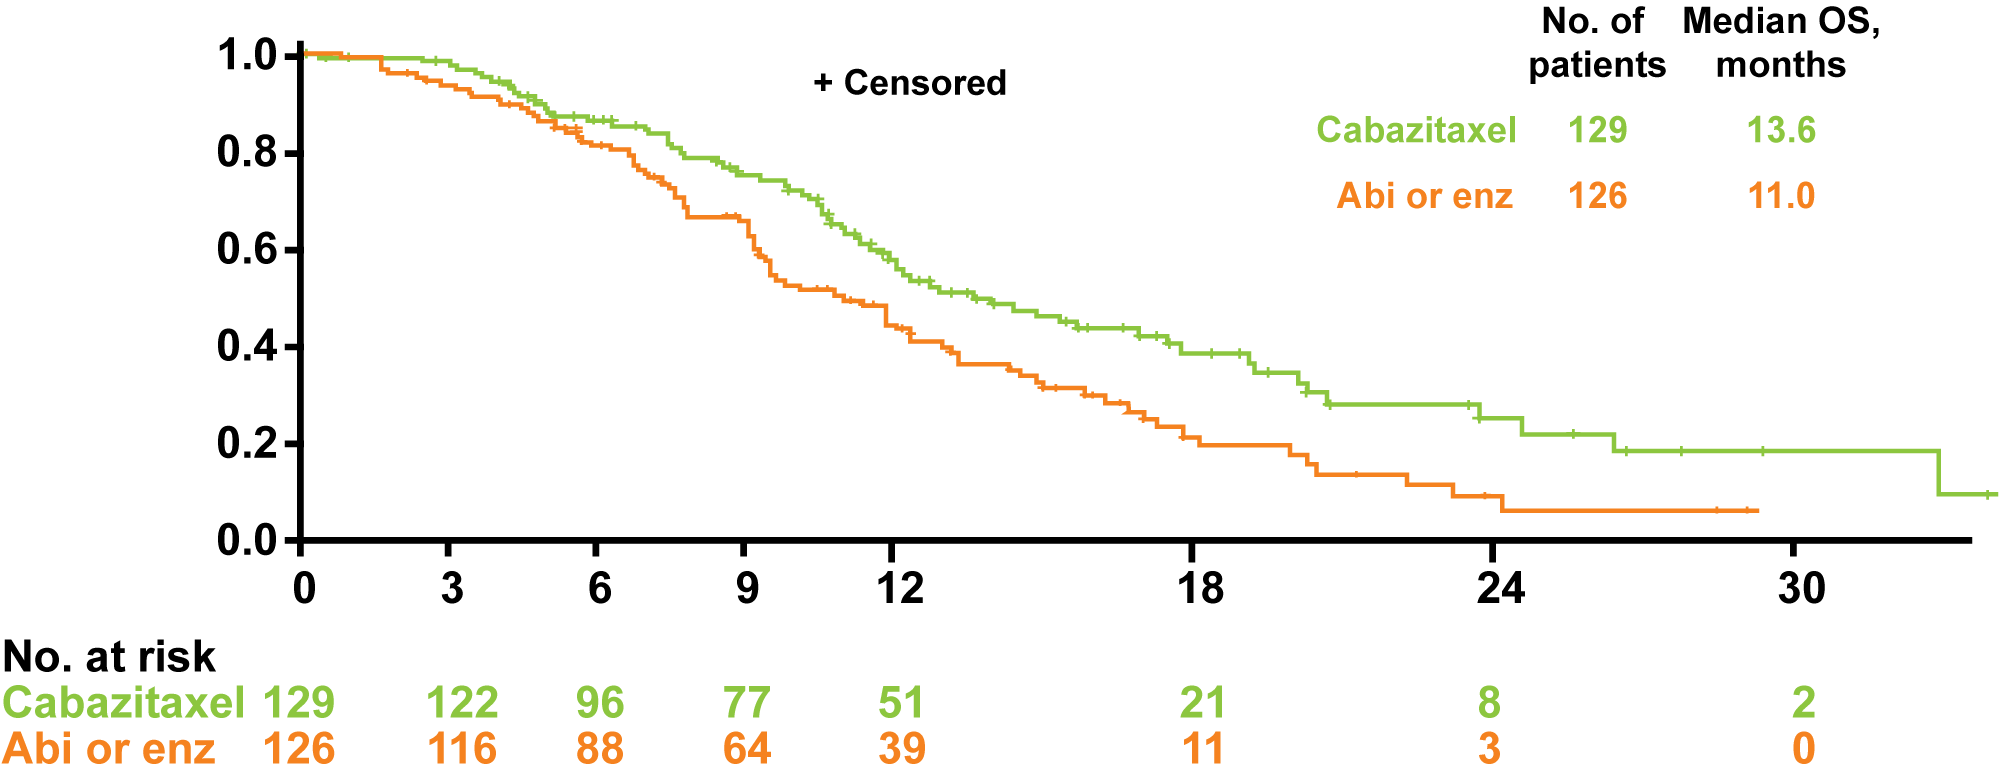 No. of Median OS,
patients months
1.0
+ Censored
Cabazitaxel 129 13.6
0.8
Abi or enz 126 11.0
0.6
0.4
0.2
0.0
0 3 6 9 12 18 24 30
No. at risk
Cabazitaxel 129 122 96 77 51 21 8 2
Abi or enz 126 116 88 64 39 11 3 0